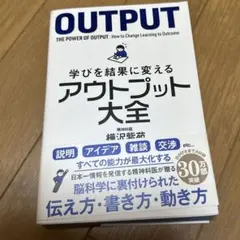 OUTPUT
THE POWER OF OUTPUT : How to Change Learning to Outcome
学びを結果に変える
アウトプット
大全
精神科医
樺沢紫苑
説明 アイデア 雑談 交渉 etc.
すべての能力が最大化する
日本一情報を発信する精神科医が贈る
脳科学に裏付けられた
伝え方・書き方・動き方
30万部
突破